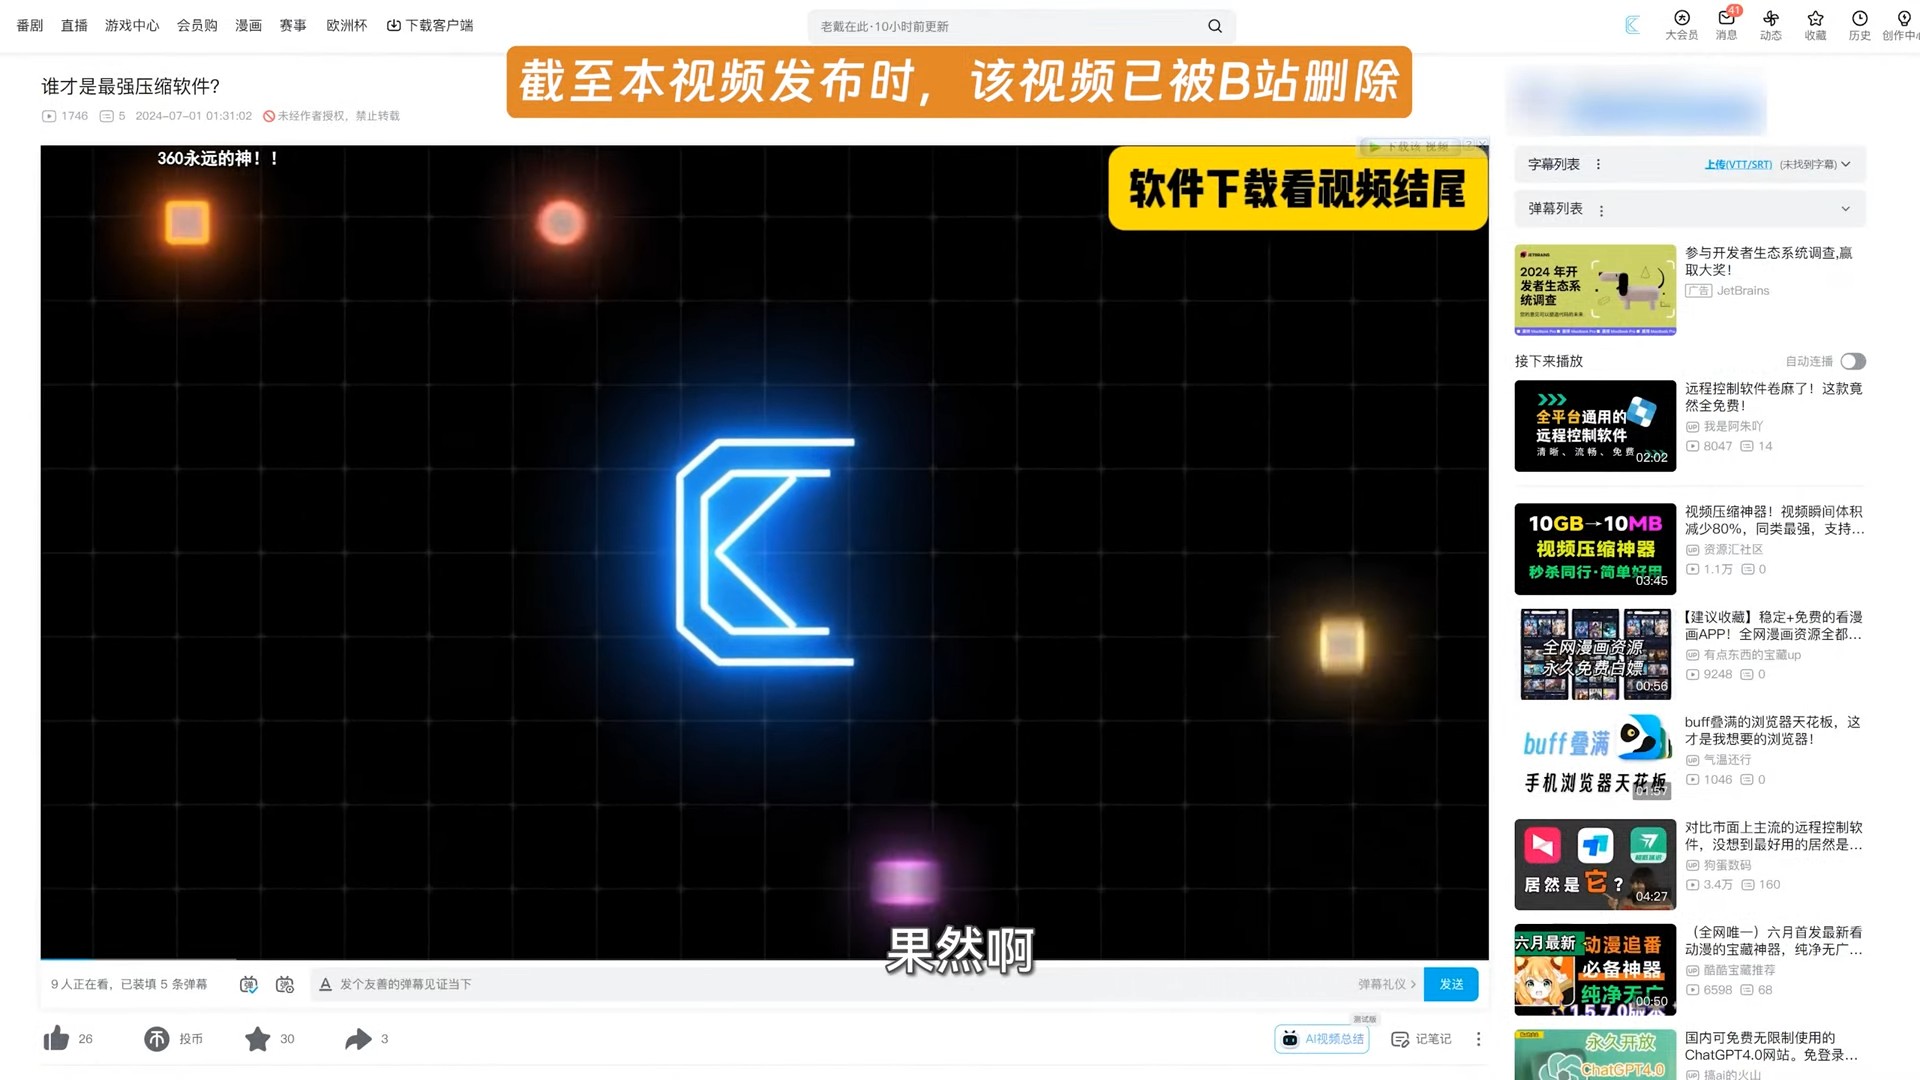 番剧 直播 游戏中心 会员购 漫画 赛事 欧洲杯 下载客户端
老戴在此·10小时前更新
41
大会员 消息 动态 收藏 历史 创作中心
截至本视频发布时，该视频已被B站删除
谁才是最强压缩软件？
1746 5 2024-07-01 01:31:02 未经作者授权，禁止转载
360永远的神！！
下载该 视频 ? ×
软件下载看视频结尾
果然啊
9 人正在看，已装填 5 条弹幕
发个友善的弹幕见证当下
弹幕礼仪
发送
26 投币 30 3
测试版
AI视频总结
记笔记
字幕列表 上传(VTT/SRT) (未找到字幕)
弹幕列表
JETBRAINS
2024 年开
发者生态系
统调查
参与开发者生态系统调查,赢
取大奖！
广告 JetBrains
接下来播放 自动连播
全平台通用的
远程控制软件
清晰、流畅、免费
02:02
远程控制软件卷麻了！这款竟
然全免费！
我是阿朱吖
8047 14
10GB→10MB
视频压缩神器
秒杀同行·简单好用
03:45
视频压缩神器！视频瞬间体积
减少80%，同类最强，支持...
资源汇社区
1.1万 0
全网漫画资源
永久免费白嫖
00:56
【建议收藏】稳定+免费的看漫
画APP！全网漫画资源全都...
有点东西的宝藏up
9248 0
buff叠满
手机浏览器天花板
01:57
buff叠满的浏览器天花板，这
才是我想要的浏览器！
气温还行
1046 0
居然是它？
04:27
对比市面上主流的远程控制软
件，没想到最好用的居然是...
狗蛋数码
3.4万 160
六月最新 动漫追番
必备神器
纯净无广
1.5.7.0版本
00:50
（全网唯一）六月首发最新看
动漫的宝藏神器，纯净无广...
酷酷宝藏推荐
6598 68
永久开放
ChatGPT4.0
国内可免费无限制使用的
ChatGPT4.0网站。免登录...
搞ai的火山